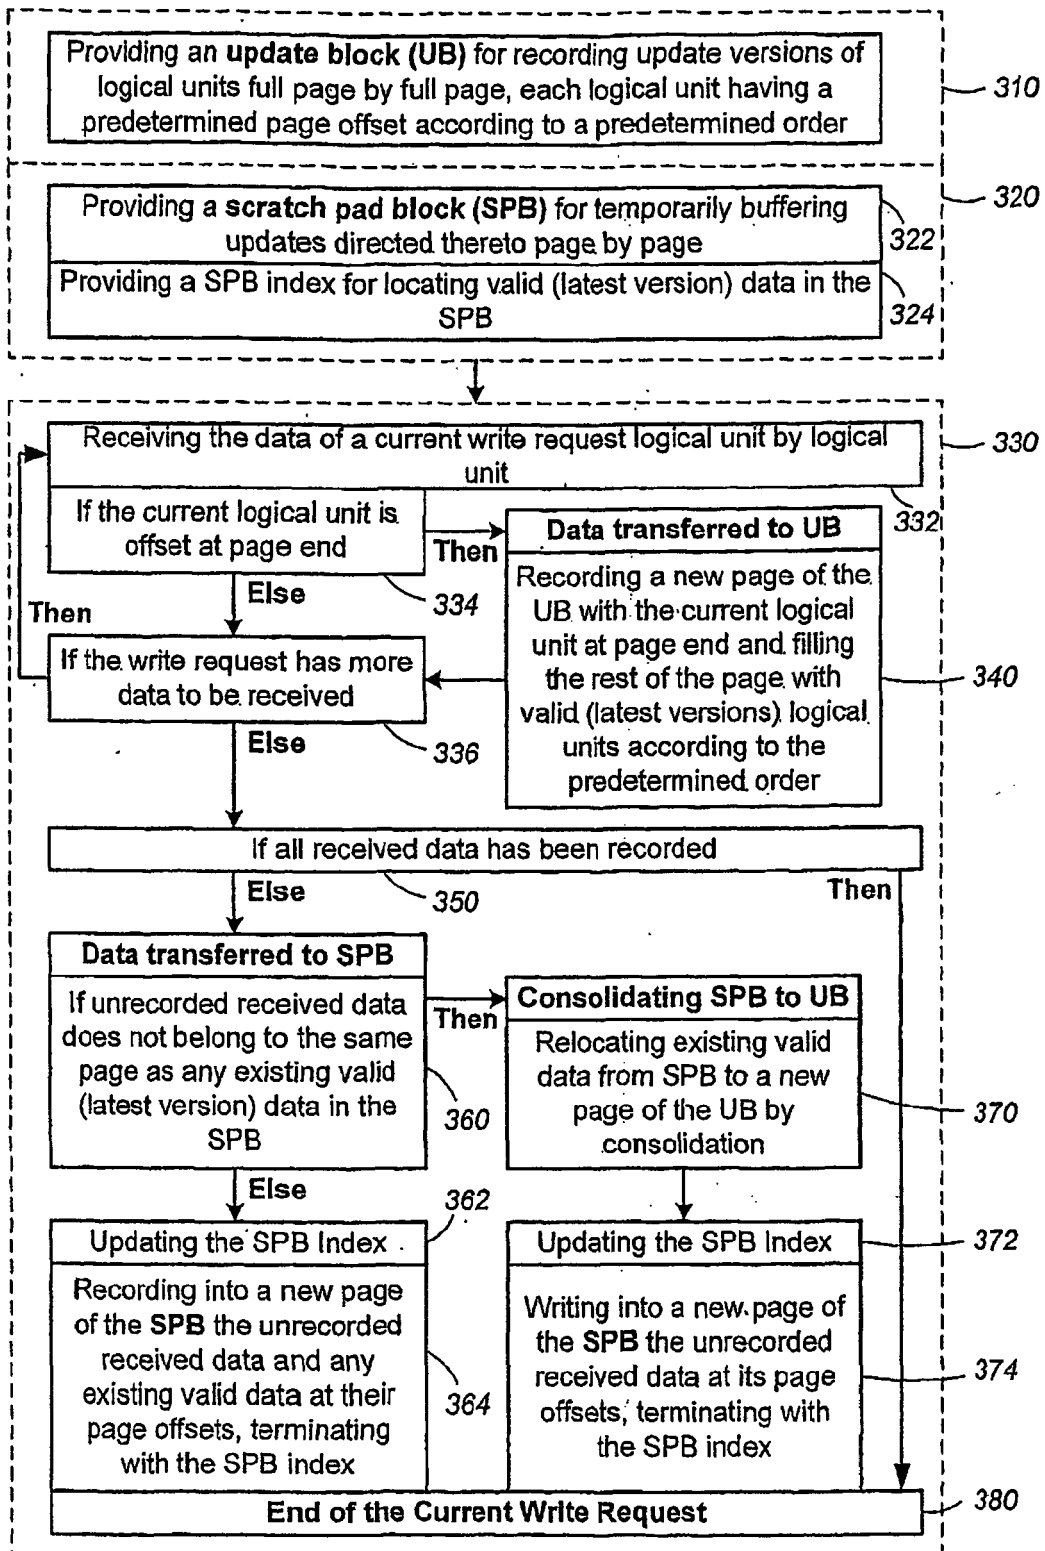 Providing an update block (UB) for recording update versions of
logical units full page by full page, each logical unit having a
predetermined page offset according to a predetermined order
310
320
Providing a scratch pad block (SPB) for temporarily buffering
updates directed thereto page by page
322
Providing a SPB index for locating valid (latest version) data in the
SPB
324
Receiving the data of a current write request logical unit by logical
unit
330
332
If the current logical unit is
offset at page end
Then
334
Else
Data transferred to UB
Recording a new page of the
UB with the current logical
unit at page end and filling
the rest of the page with
valid (latest versions) logical
units according to the
predetermined order
340
Then
If the write request has more
data to be received
336
Else
If all received data has been recorded
350
Else
Then
Data transferred to SPB
If unrecorded received data
does not belong to the same
page as any existing valid
(latest version) data in the
SPB
360
Then
Consolidating SPB to UB
Relocating existing valid
data from SPB to a new
page of the UB by
consolidation
370
Else
362
Updating the SPB Index
Recording into a new page
of the SPB the unrecorded
received data and any
existing valid data at their
page offsets, terminating
with the SPB index
364
Updating the SPB Index
372
Writing into a new page of
the SPB the unrecorded
received data at its page
offsets, terminating with
the SPB index
374
End of the Current Write Request
380